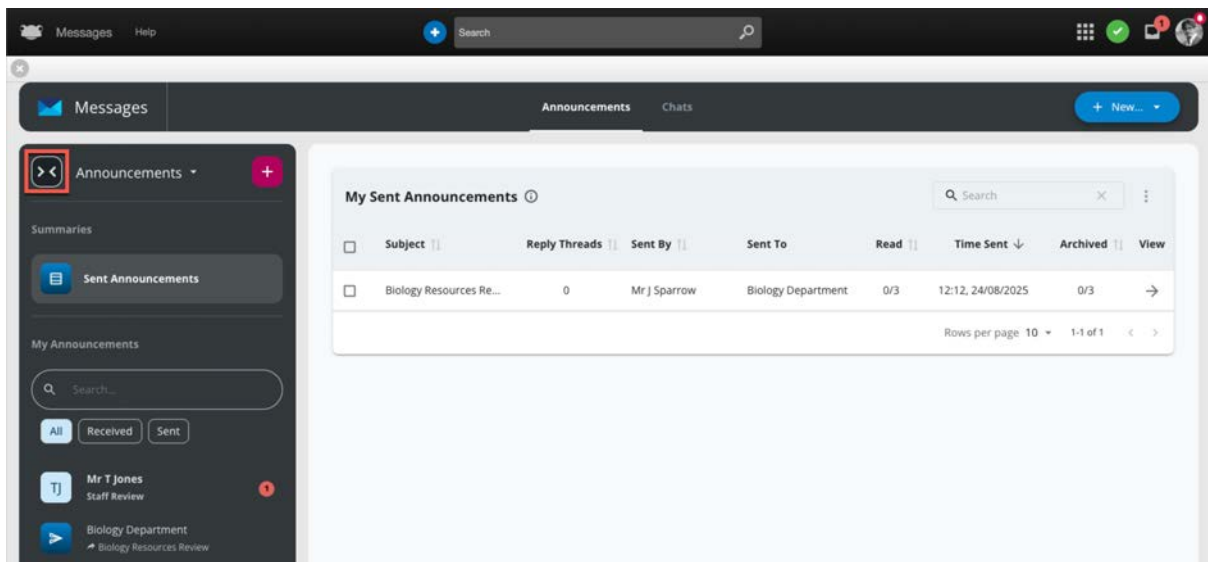 Messages Help Search 1
Messages Announcements Chats + New...
Announcements +
Summaries
Sent Announcements
My Announcements
Search...
All Received Sent
TJ Mr T Jones 1
Staff Review
Biology Department
Biology Resources Review
My Sent Announcements Search
Subject Reply Threads Sent By Sent To Read Time Sent Archived View
Biology Resources Re... 0 Mr J Sparrow Biology Department 0/3 12:12, 24/08/2025 0/3
Rows per page 10 1-1 of 1